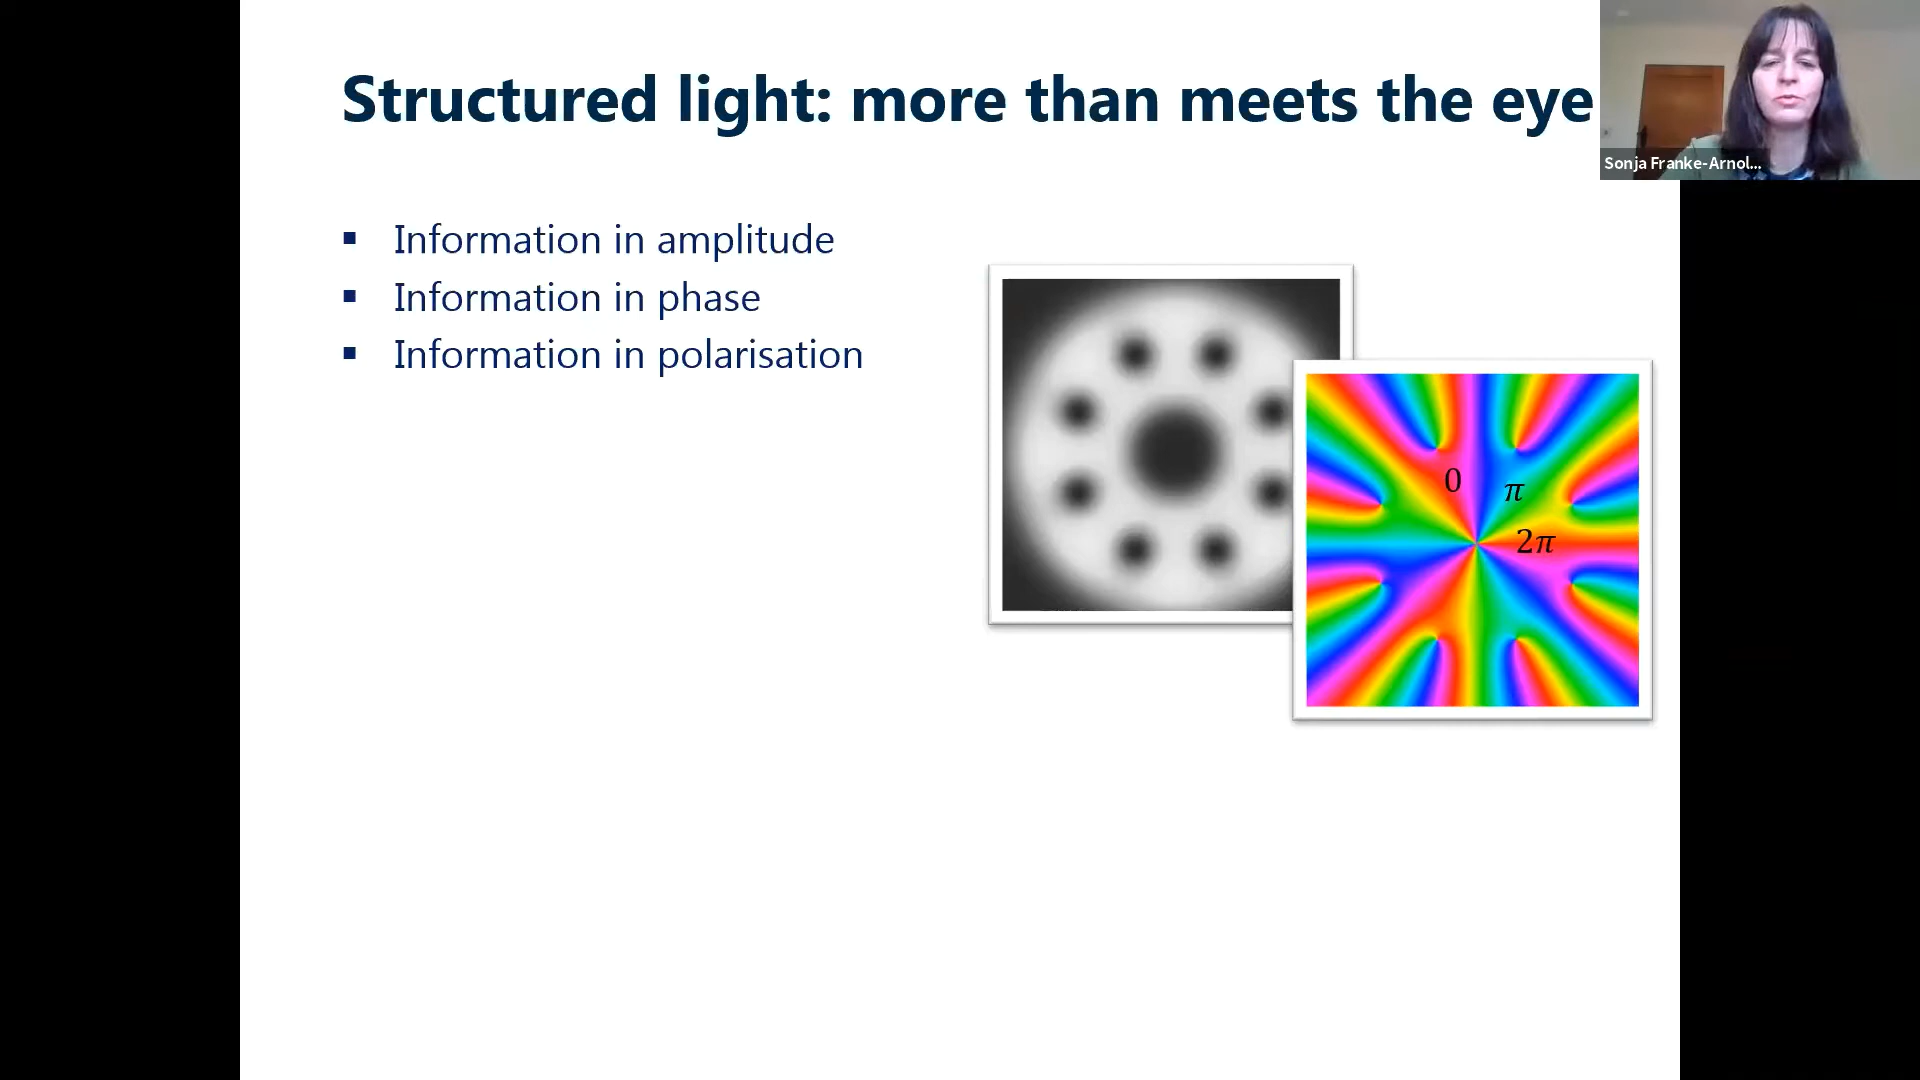 Structured light: more than meets the eye
Sonja Franke-Arnol...
▪ Information in amplitude
▪ Information in phase
▪ Information in polarisation
0
π
2π